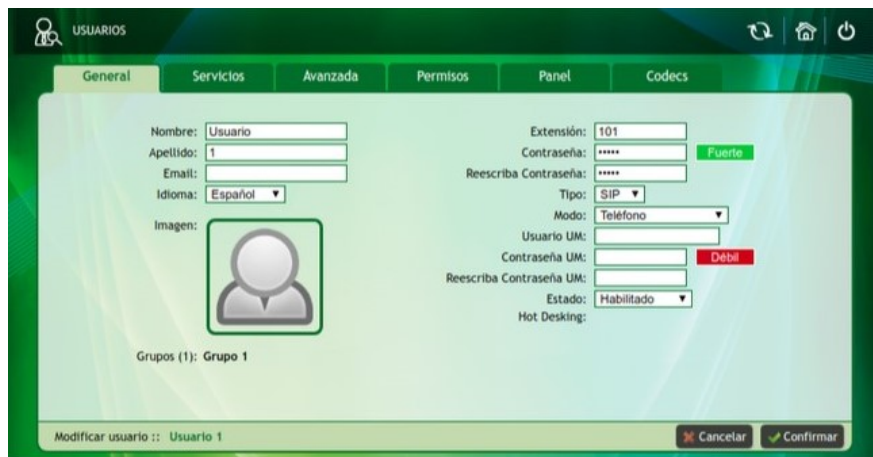 USUARIOS
General
Servicios
Avanzada
Permisos
Panel
Codecs
Nombre: Usuario
Apellido: 1
Email:
Idioma: Español
Imagen:
Grupos (1): Grupo 1
Extensión: 101
Contraseña: ••••• Fuerte
Reescriba Contraseña: •••••
Tipo: SIP
Modo: Teléfono
Usuario UM:
Contraseña UM: Débil
Reescriba Contraseña UM:
Estado: Habilitado
Hot Desking:
Modificar usuario :: Usuario 1
Cancelar
Confirmar